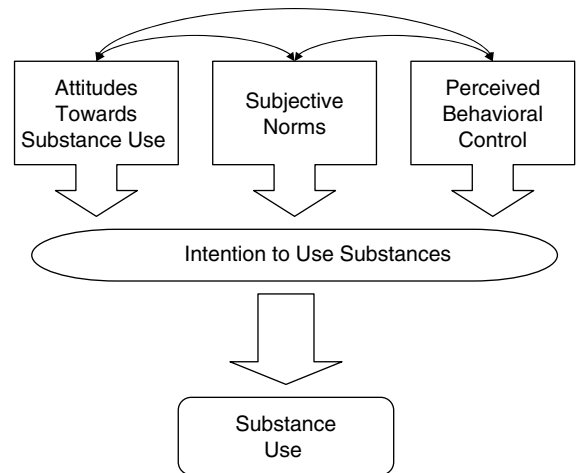 Attitudes
Towards
Substance Use
Subjective
Norms
Perceived
Behavioral
Control
Intention to Use Substances
Substance
Use